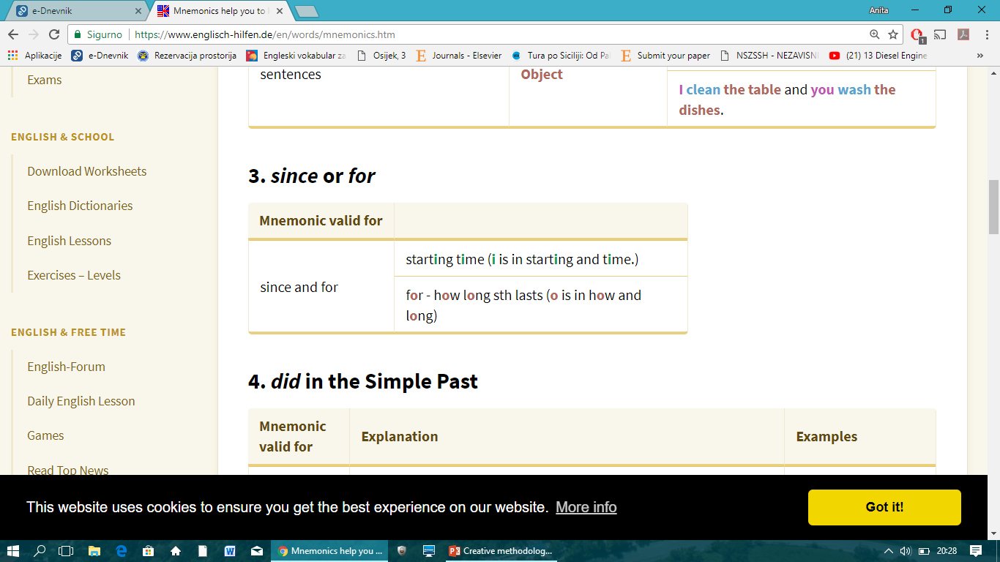 e-Dnevnik
Mnemonics help you to
Anita
Sigurno
https://www.englisch-hilfen.de/en/words/mnemonics.htm
Aplikacije
e-Dnevnik
Rezervacija prostorija
Engleski vokabular za
Osijek, 3
Journals - Elsevier
Tura po Siciliji: Od Pa
Submit your paper
NSZSSH - NEZAVISN
(21) 13 Diesel Engine
»
Exams
ENGLISH & SCHOOL
Download Worksheets
English Dictionaries
English Lessons
Exercises – Levels
ENGLISH & FREE TIME
English-Forum
Daily English Lesson
Games
Read Top News
sentences
Object
I clean the table and you wash the
dishes.
3. since or for
Mnemonic valid for
since and for
starting time (i is in starting and time.)
for - how long sth lasts (o is in how and
long)
4. did in the Simple Past
Mnemonic
valid for
Explanation
Examples
This website uses cookies to ensure you get the best experience on our website. More info
Got it!
Mnemonics help you ...
Creative methodolog...
20:28